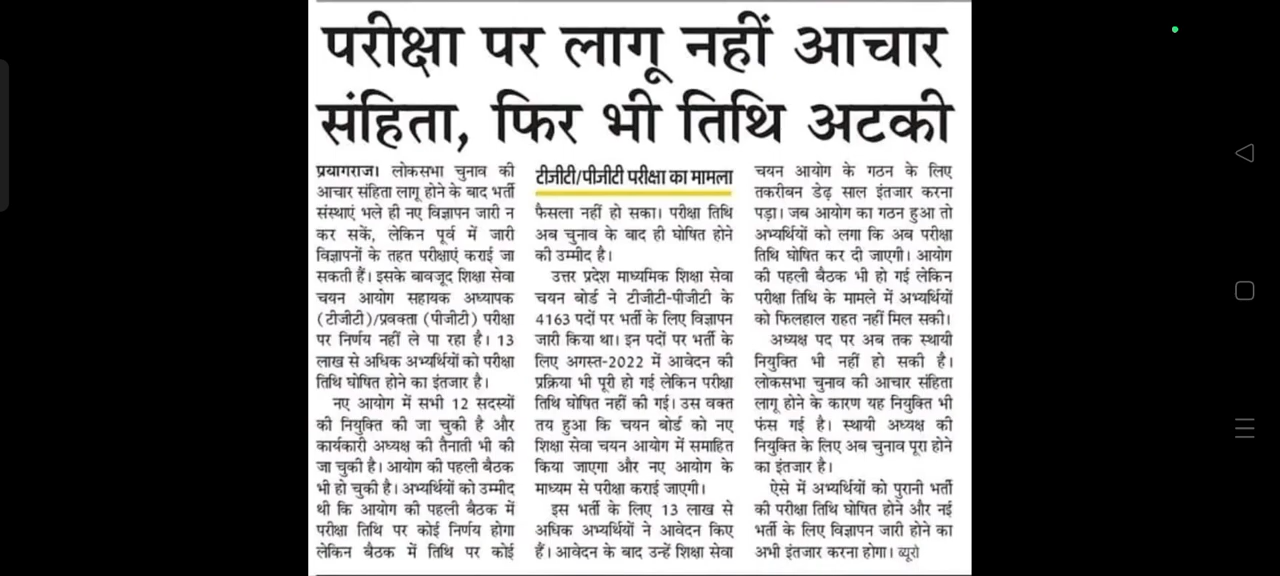 परीक्षा पर लागू नहीं आचार
संहिता, फिर भी तिथि अटकी
प्रयागराज। लोकसभा चुनाव की
आचार संहिता लागू होने के बाद भर्ती
संस्थाएं भले ही नए विज्ञापन जारी न
कर सकें, लेकिन पूर्व में जारी
विज्ञापनों के तहत परीक्षाएं कराई जा
सकती हैं। इसके बावजूद शिक्षा सेवा
चयन आयोग सहायक अध्यापक
(टीजीटी)/प्रवक्ता (पीजीटी) परीक्षा
पर निर्णय नहीं ले पा रहा है। 13
लाख से अधिक अभ्यर्थियों को परीक्षा
तिथि घोषित होने का इंतजार है।
नए आयोग में सभी 12 सदस्यों
की नियुक्ति की जा चुकी है और
कार्यकारी अध्यक्ष की तैनाती भी की
जा चुकी है। आयोग की पहली बैठक
भी हो चुकी है। अभ्यर्थियों को उम्मीद
थी कि आयोग की पहली बैठक में
परीक्षा तिथि पर कोई निर्णय होगा
लेकिन बैठक में तिथि पर कोई
टीजीटी/पीजीटी परीक्षा का मामला
फैसला नहीं हो सका। परीक्षा तिथि
अब चुनाव के बाद ही घोषित होने
की उम्मीद है।
उत्तर प्रदेश माध्यमिक शिक्षा सेवा
चयन बोर्ड ने टीजीटी-पीजीटी के
4163 पदों पर भर्ती के लिए विज्ञापन
जारी किया था। इन पदों पर भर्ती के
लिए अगस्त-2022 में आवेदन की
प्रक्रिया भी पूरी हो गई लेकिन परीक्षा
तिथि घोषित नहीं की गई। उस वक्त
तय हुआ कि चयन बोर्ड को नए
शिक्षा सेवा चयन आयोग में समाहित
किया जाएगा और नए आयोग के
माध्यम से परीक्षा कराई जाएगी।
इस भर्ती के लिए 13 लाख से
अधिक अभ्यर्थियों ने आवेदन किए
हैं। आवेदन के बाद उन्हें शिक्षा सेवा
चयन आयोग के गठन के लिए
तकरीबन डेढ़ साल इंतजार करना
पड़ा। जब आयोग का गठन हुआ तो
अभ्यर्थियों को लगा कि अब परीक्षा
तिथि घोषित कर दी जाएगी। आयोग
की पहली बैठक भी हो गई लेकिन
परीक्षा तिथि के मामले में अभ्यर्थियों
को फिलहाल राहत नहीं मिल सकी।
अध्यक्ष पद पर अब तक स्थायी
नियुक्ति भी नहीं हो सकी है।
लोकसभा चुनाव की आचार संहिता
लागू होने के कारण यह नियुक्ति भी
फंस गई है। स्थायी अध्यक्ष की
नियुक्ति के लिए अब चुनाव पूरा होने
का इंतजार है।
ऐसे में अभ्यर्थियों को पुरानी भर्ती
की परीक्षा तिथि घोषित होने और नई
भर्ती के लिए विज्ञापन जारी होने का
अभी इंतजार करना होगा। ब्यूरो